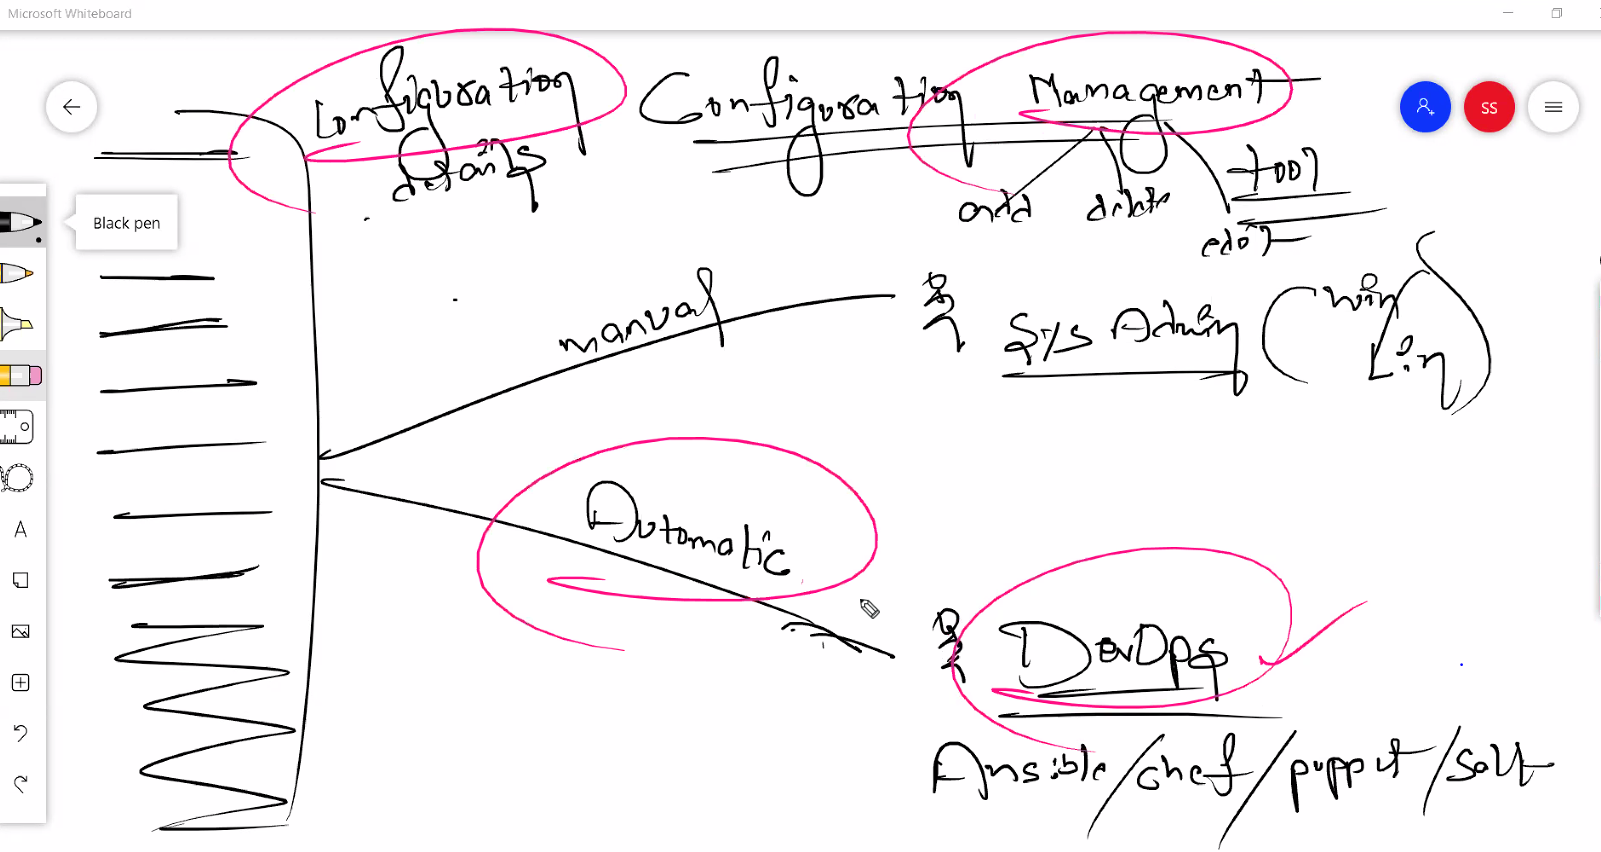 Microsoft Whiteboard
Configuration Configuration Management
details
tool
add delete
edit
SS
Black pen
manual
Sys Admin (win
Lin)
Automatic
DevOps
Ansible/chef/puppet/salt
A